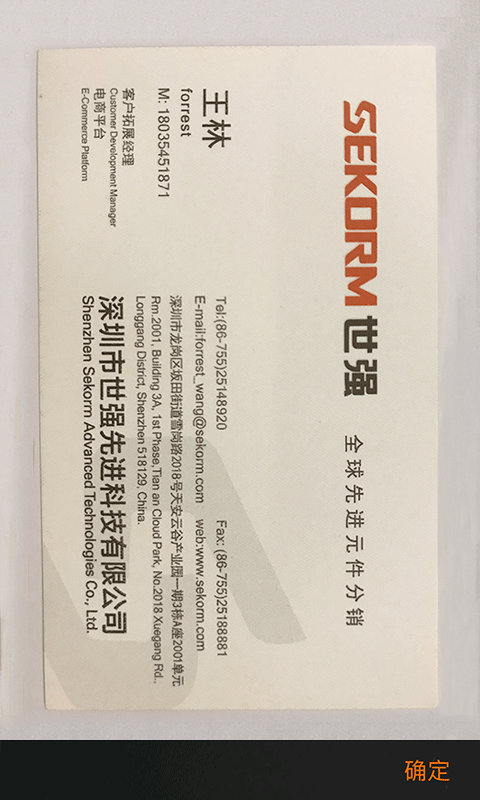 SEKORM 世强 全球先进元件分销
王林
forrest
M: 18035451871
客户拓展经理
Customer Development Manager
电商平台
E-Commerce Platform
Tel:(86-755)25148920 Fax: (86-755)25188881
E-mail:forrest_wang@sekorm.com web:www.sekorm.com
深圳市龙岗区坂田街道雪岗路2018号天安云谷产业园一期3栋A座2001单元
Rm.2001, Building 3A, 1st Phase,Tian an Cloud Park, No.2018 Xuegang Rd.,
Longgang District, Shenzhen 518129, China.
深圳市世强先进科技有限公司
Shenzhen Sekorm Advanced Technologies Co., Ltd.
确定